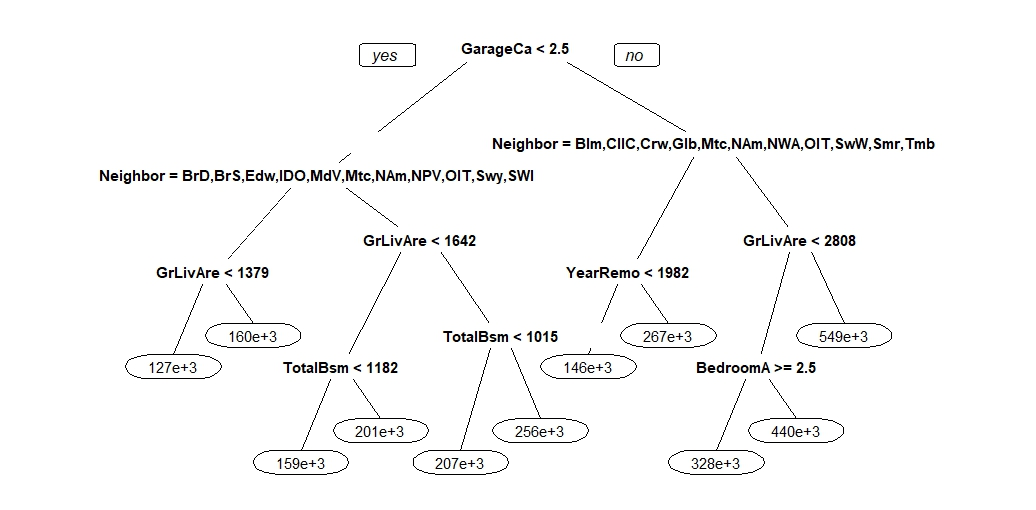 yes
GarageCa < 2.5
no
Neighbor = Blm,CllC,Crw,Glb,Mtc,NAm,NWA,OlT,SwW,Smr,Tmb
Neighbor = BrD,BrS,Edw,IDO,MdV,Mtc,NAm,NPV,OlT,Swy,SWI
GrLivAre < 1642
GrLivAre < 2808
GrLivAre < 1379
YearRemo < 1982
160e+3
TotalBsm < 1015
267e+3
549e+3
127e+3
TotalBsm < 1182
146e+3
BedroomA >= 2.5
201e+3
256e+3
440e+3
159e+3
207e+3
328e+3